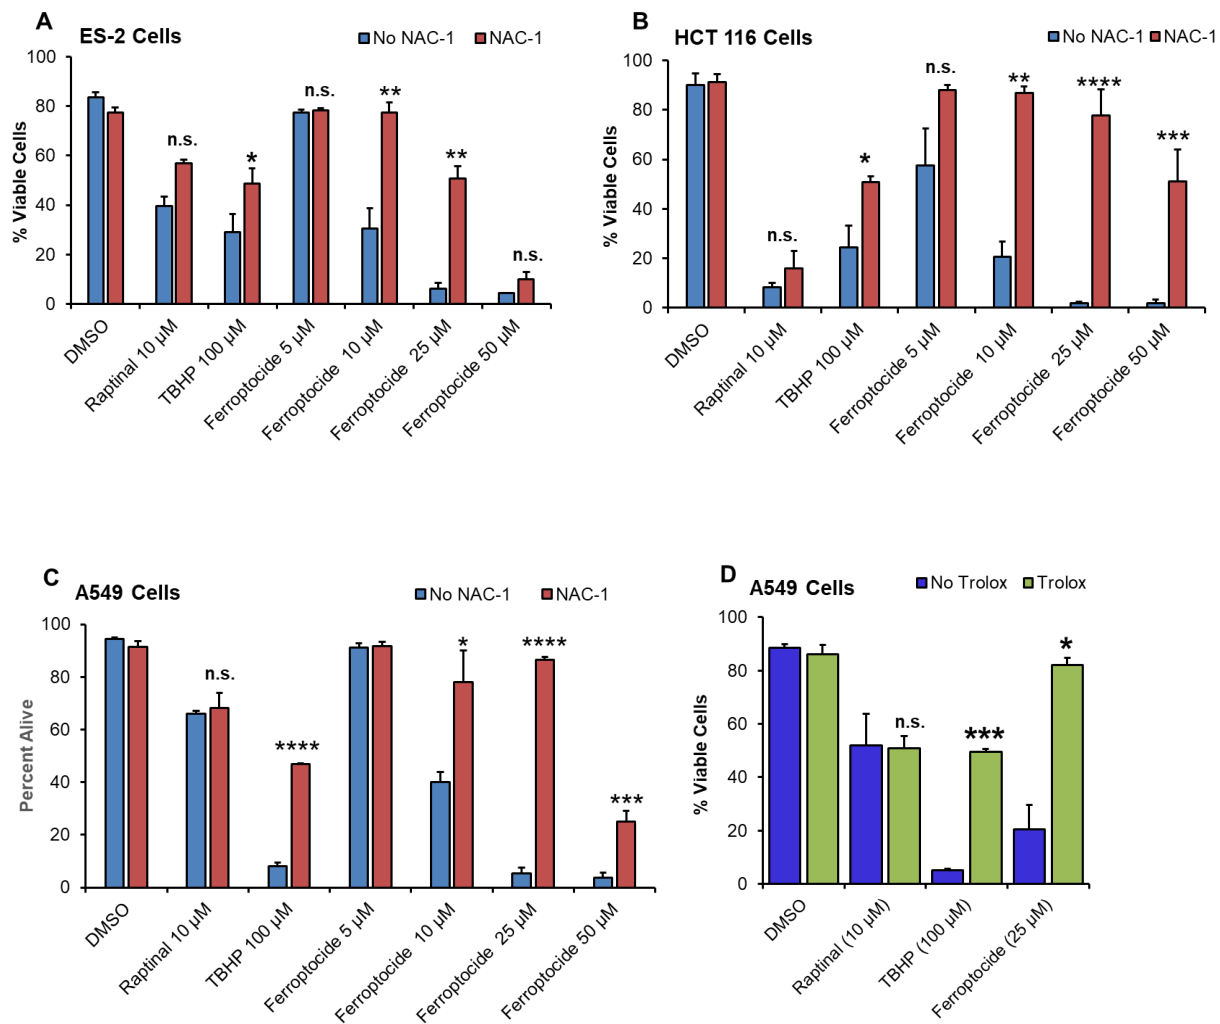 A
ES-2 Cells
No NAC-1 NAC-1
% Viable Cells
100
80
60
40
20
0
n.s.
*
n.s.
**
**
n.s.
DMSO
Raptinal 10 µM
TBHP 100 µM
Ferroptocide 5 µM
Ferroptocide 10 µM
Ferroptocide 25 µM
Ferroptocide 50 µM
B
HCT 116 Cells
No NAC-1 NAC-1
% Viable Cells
100
80
60
40
20
0
n.s.
*
n.s.
**
****
***
DMSO
Raptinal 10 µM
TBHP 100 µM
Ferroptocide 5 µM
Ferroptocide 10 µM
Ferroptocide 25 µM
Ferroptocide 50 µM
C
A549 Cells
No NAC-1 NAC-1
Percent Alive
100
80
60
40
20
0
n.s.
****
*
****
***
DMSO
Raptinal 10 µM
TBHP 100 µM
Ferroptocide 5 µM
Ferroptocide 10 µM
Ferroptocide 25 µM
Ferroptocide 50 µM
D
A549 Cells
No Trolox Trolox
% Viable Cells
100
80
60
40
20
0
n.s.
***
*
DMSO
Raptinal (10 µM)
TBHP (100 µM)
Ferroptocide (25 µM)